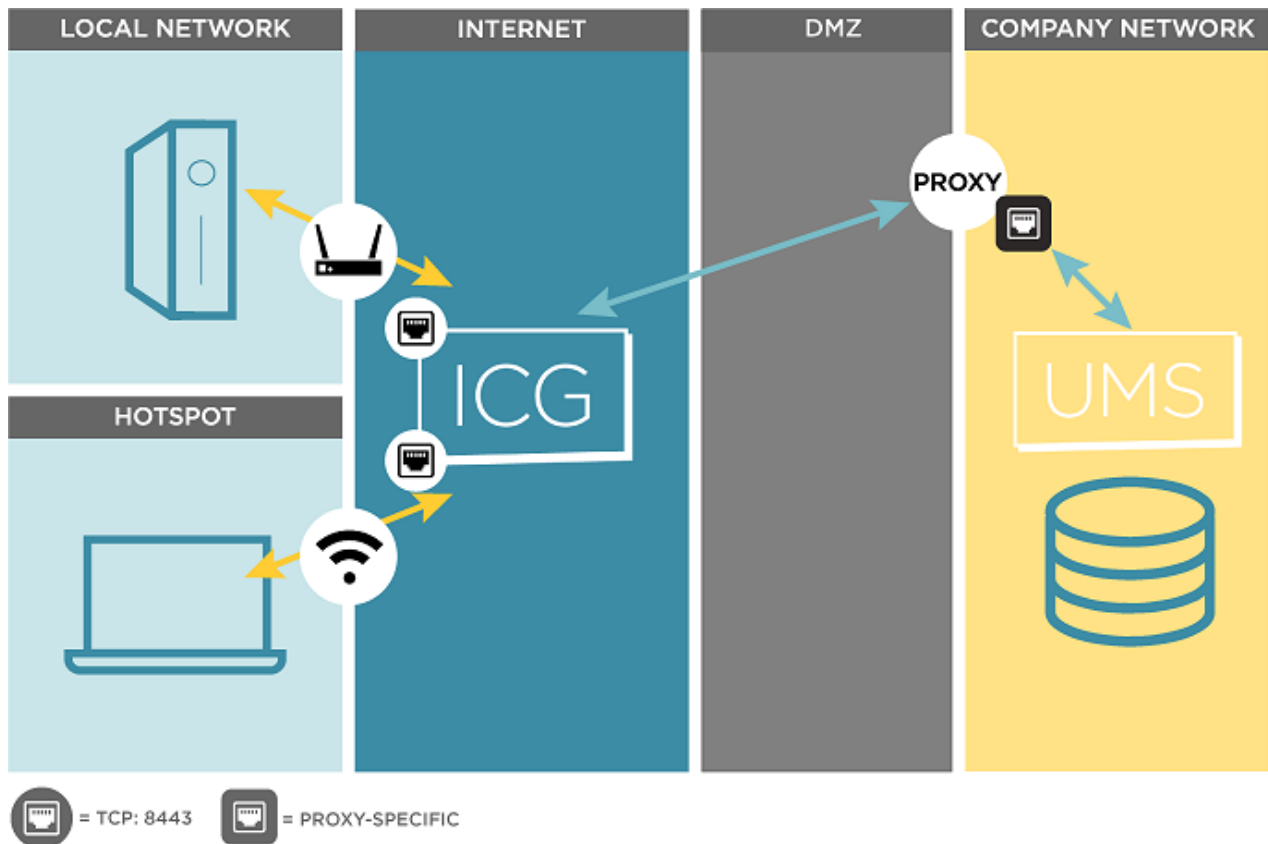 LOCAL NETWORK
INTERNET
DMZ
COMPANY NETWORK
PROXY
ICG
UMS
HOTSPOT
= TCP: 8443
= PROXY-SPECIFIC